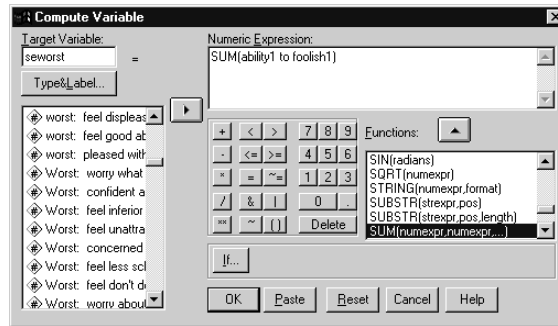 Compute Variable
Target Variable:
seworst
=
Type&Label...
Numeric Expression:
SUM(ability1 to foolish1)
worst: feel displeas
worst: feel good ab
worst: pleased with
Worst: worry what
Worst: confident a
Worst: feel inferior
Worst: feel unattra
Worst: concerned
Worst: feel less scl
Worst: feel don't d
Worst: worry abou
+ < > 7 8 9
- <= >= 4 5 6
* = ~= 1 2 3
/ & | 0 .
** ~ () Delete
Functions:
SIN(radians)
SQRT(numexpr)
STRING(numexpr,format)
SUBSTR(strexpr,pos)
SUBSTR(strexpr,pos,length)
SUM(numexpr,numexpr,...)
If...
OK Paste Reset Cancel Help